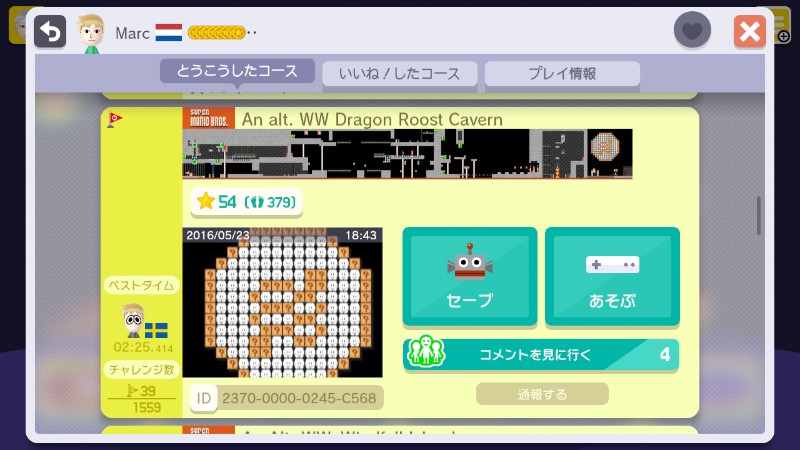 Marc
とうこうしたコース
いいね！したコース
プレイ情報
SUPER MARIO BROS.
An alt. WW Dragon Roost Cavern
54 (379)
2016/05/23 18:43
セーブ
あそぶ
ベストタイム
02:25.414
コメントを見に行く 4
チャレンジ数
39
1559
ID 2370-0000-0245-C568
通報する
SUPER